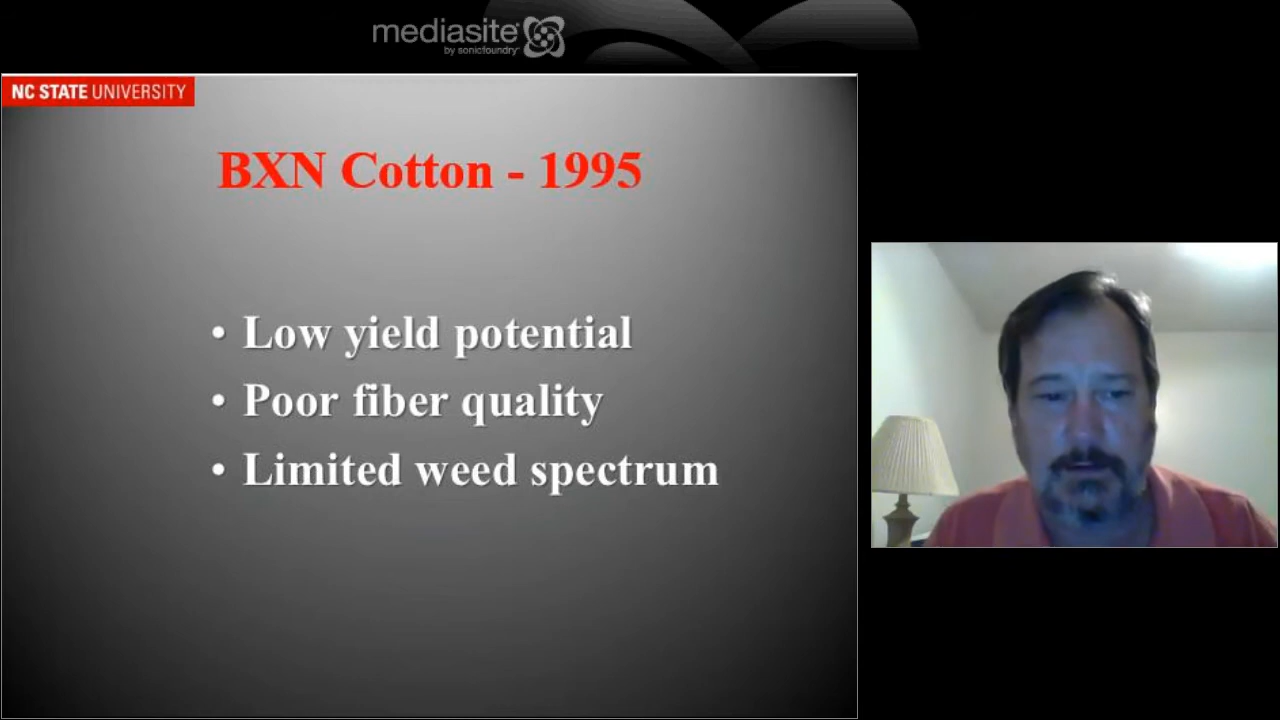 mediasite
by sonicfoundry
NC STATE UNIVERSITY
BXN Cotton - 1995
• Low yield potential
• Poor fiber quality
• Limited weed spectrum